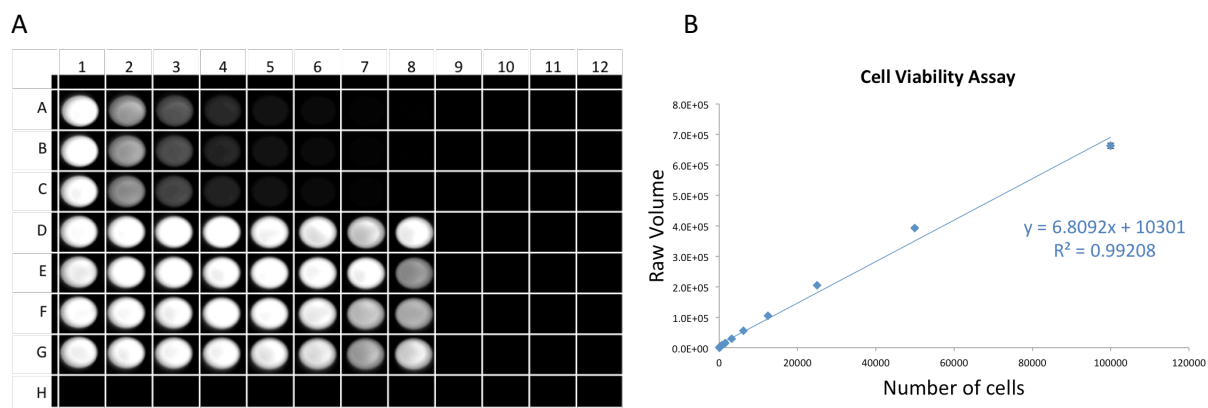 A
1 2 3 4 5 6 7 8 9 10 11 12
A
B
C
D
E
F
G
H
B
Cell Viability Assay
8.0E+05
7.0E+05
6.0E+05
5.0E+05
4.0E+05
3.0E+05
2.0E+05
1.0E+05
0.0E+00
Raw Volume
y = 6.8092x + 10301
R² = 0.99208
0 20000 40000 60000 80000 100000 120000
Number of cells